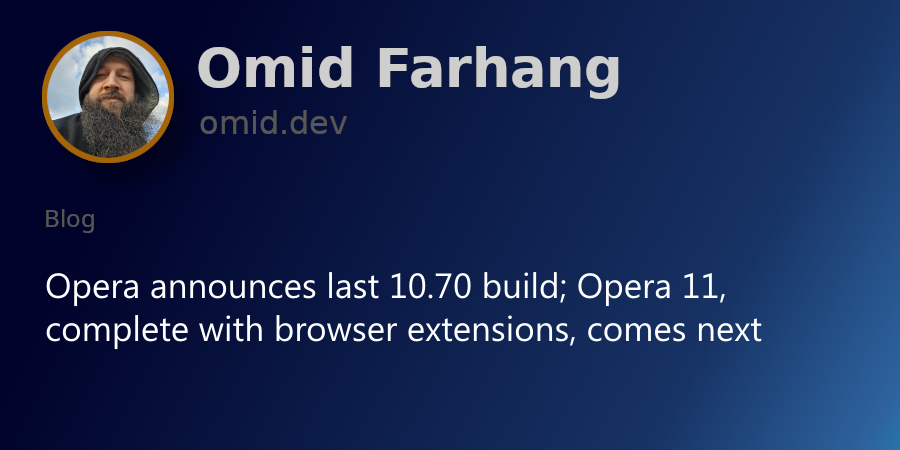 Omid Farhang
omid.dev
Blog
Opera announces last 10.70 build; Opera 11,
complete with browser extensions, comes next